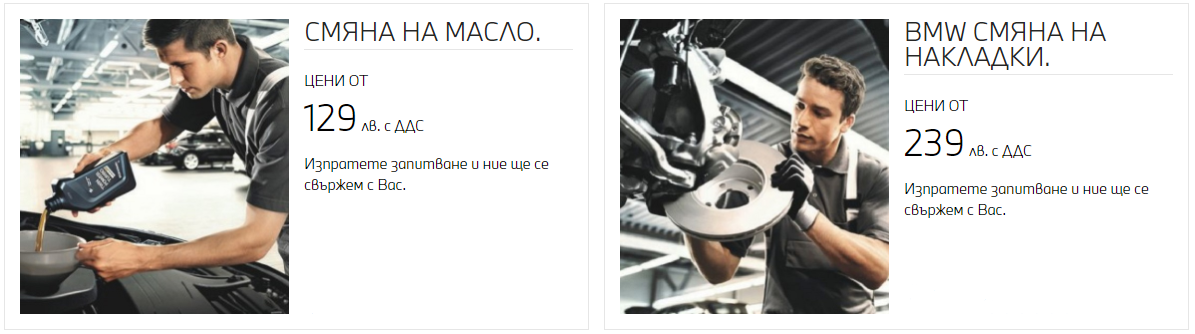 СМЯНА НА МАСЛО.
ЦЕНИ ОТ
129 лв. с ДДС
Изпратете запитване и ние ще се
свържем с Вас.
BMW СМЯНА НА
НАКЛАДКИ.
ЦЕНИ ОТ
239 лв. с ДДС
Изпратете запитване и ние ще се
свържем с Вас.